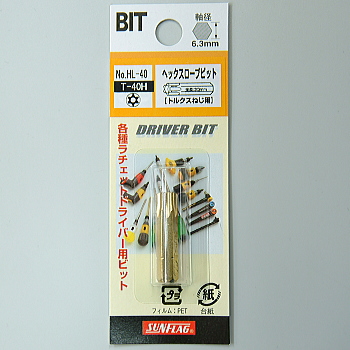 BIT
軸径
6.3mm
No.HL-40
T-40H
ヘックスローブビット
【トルクスねじ用】
DRIVER BIT
各種ラチェットドライバー用ビット
プラ
フィルム:PET
紙
台紙
SUNFLAG